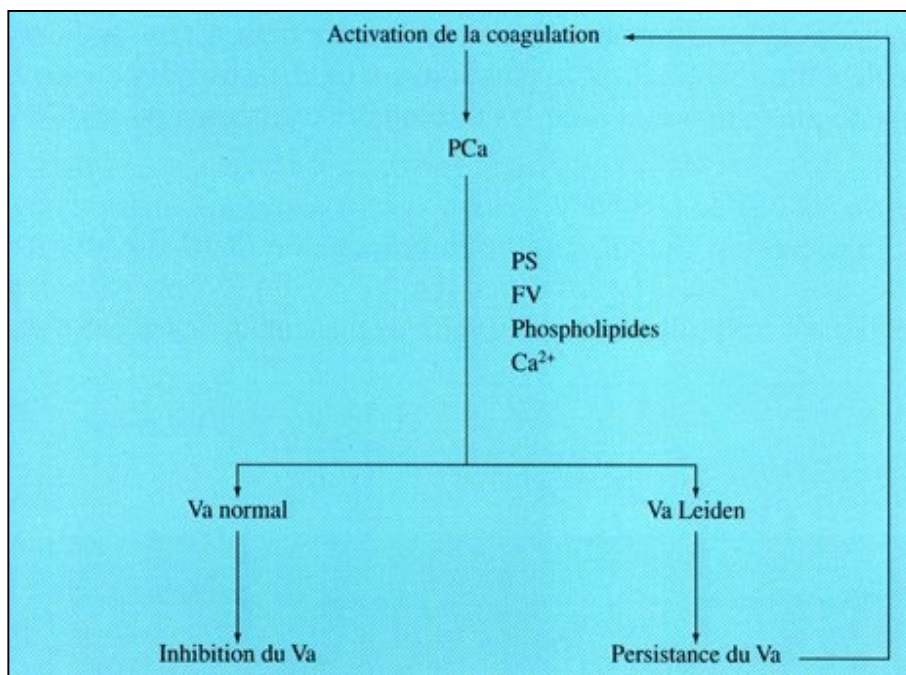 Activation de la coagulation
PCa
PS
FV
Phospholipides
Ca²⁺
Va normal
Va Leiden
Inhibition du Va
Persistance du Va